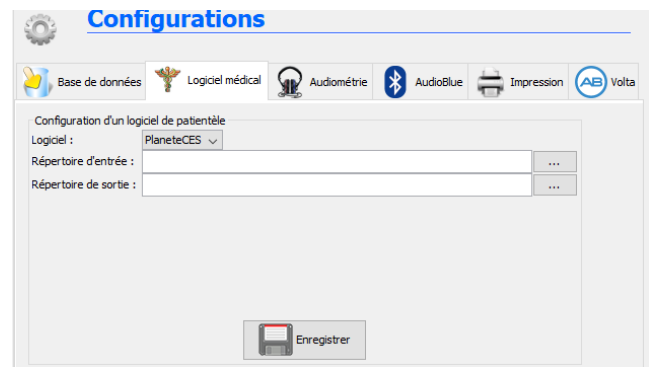 Configurations
Base de données
Logiciel médical
Audiométrie
AudioBlue
Impression
AB
Volta
Configuration d'un logiciel de patientèle
Logiciel :
PlaneteCES
Répertoire d'entrée :
...
Répertoire de sortie :
...
Enregistrer